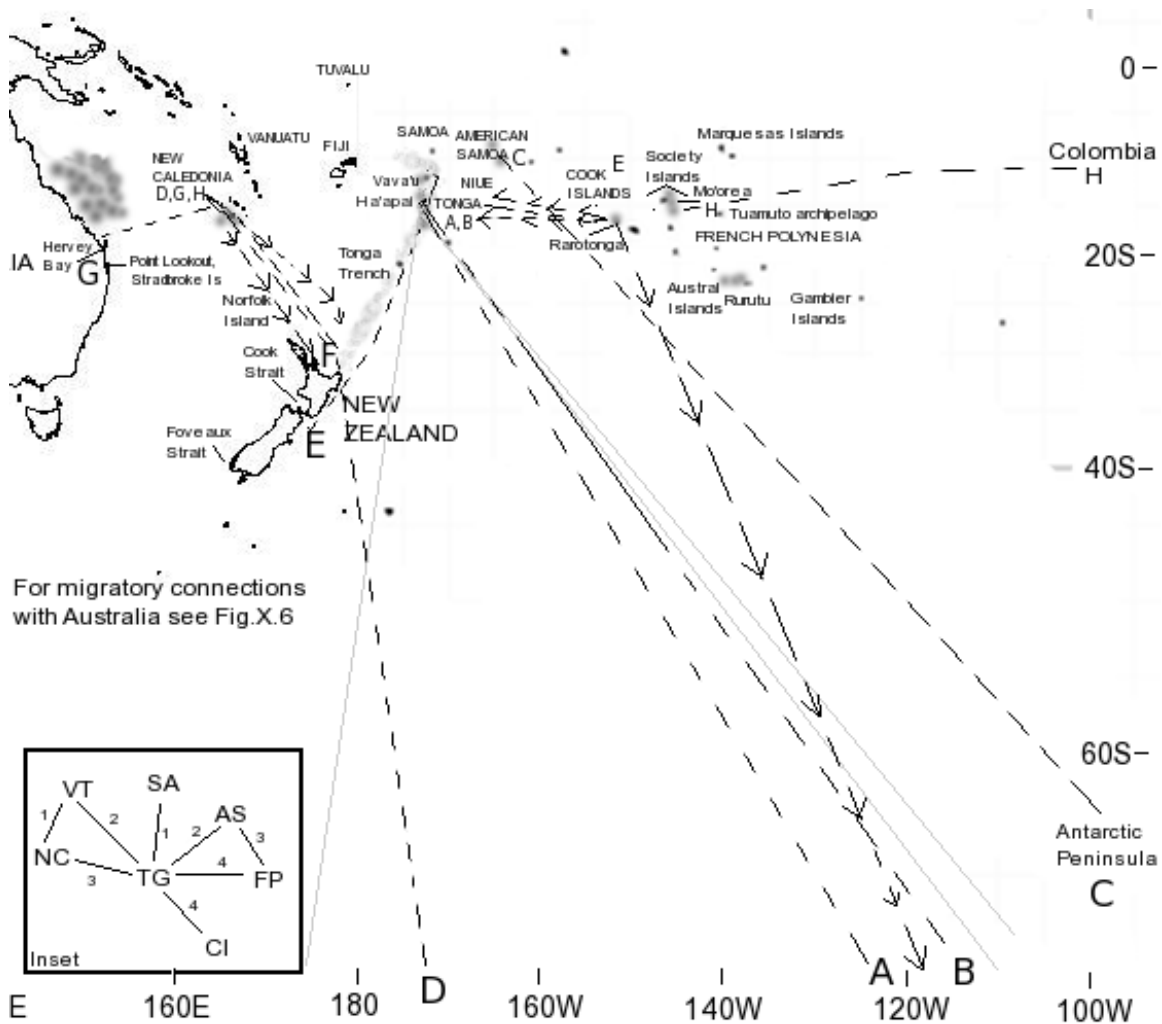 0
TUVALU
VANUATU
FIJI
SAMOA
AMERICAN
SAMOA
C
E
Marquesas Islands
Society
Islands
Colombia
H
NEW
CALEDONIA
D,G,H
Vava'u
Ha'apai
NIUE
TONGA
A,B
COOK
ISLANDS
Mo'orea
H
Tuamuto archipelago
Rarotonga
FRENCH POLYNESIA
20S
Hervey
Bay
IA
G
Point Lookout,
Stradbroke Is
Tonga
Trench
Austral
Islands
Rurutu
Gambier
Islands
Norfolk
Island
Cook
Strait
F
NEW
ZEALAND
Foveaux
Strait
E
40S
For migratory connections
with Australia see Fig.X.6
60S
Antarctic
Peninsula
C
VT
SA
AS
1
2
1
2
3
NC
3
TG
4
FP
4
CI
Inset
A
B
D
E
160E
180
160W
140W
120W
100W